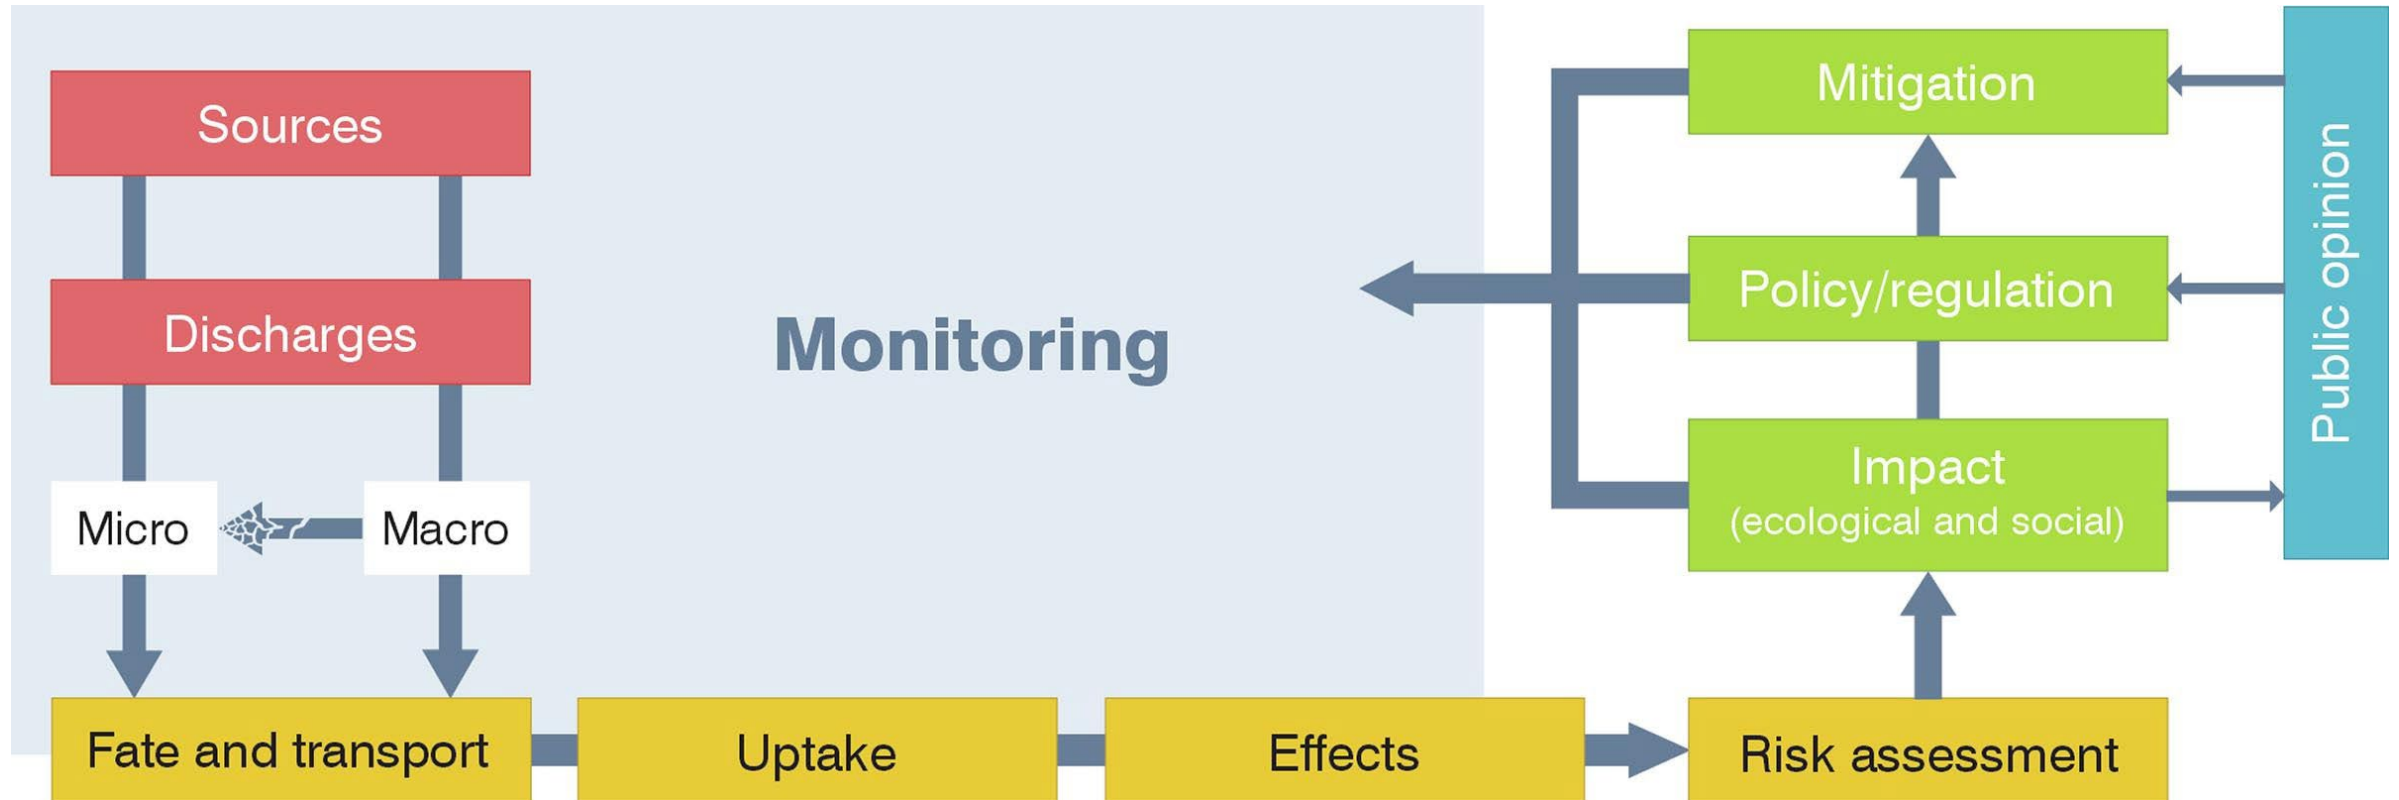 Sources
Discharges
Micro
Macro
Fate and transport
Uptake
Effects
Risk assessment
Monitoring
Mitigation
Policy/regulation
Impact
(ecological and social)
Public opinion